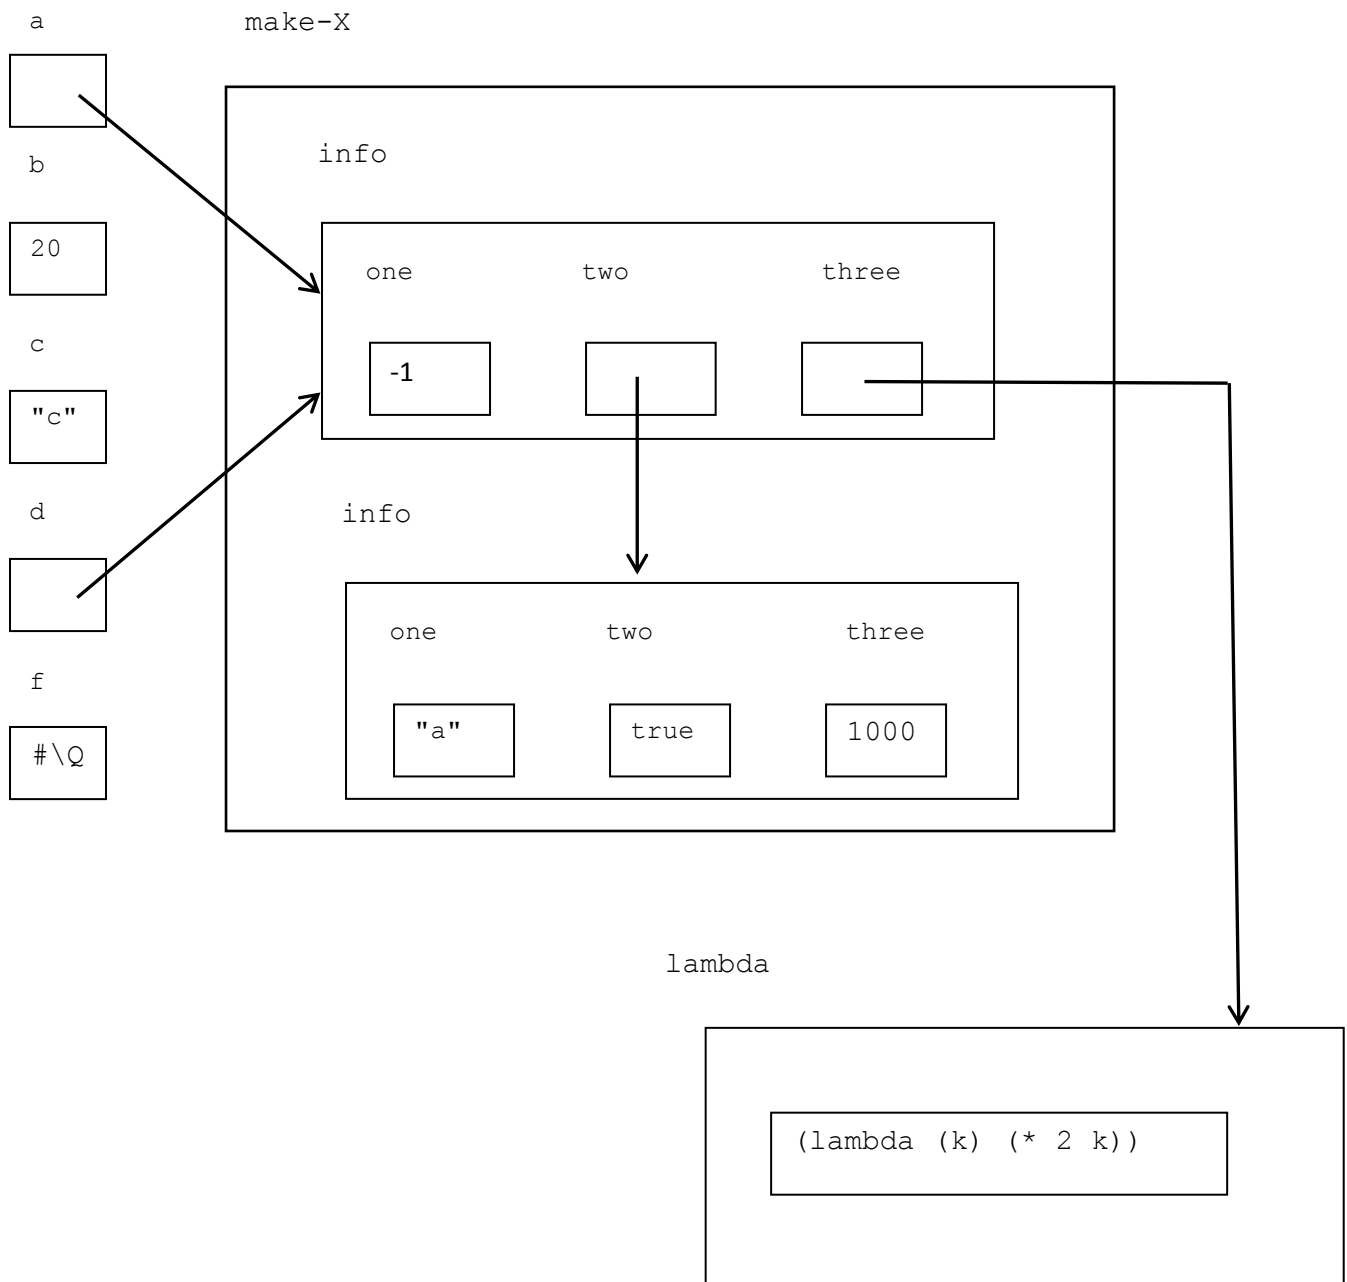 a
make-X
b
info
20
one two three
c
-1
"c"
d
info
one two three
f
"a" true 1000
#\Q
lambda
(lambda (k) (* 2 k))